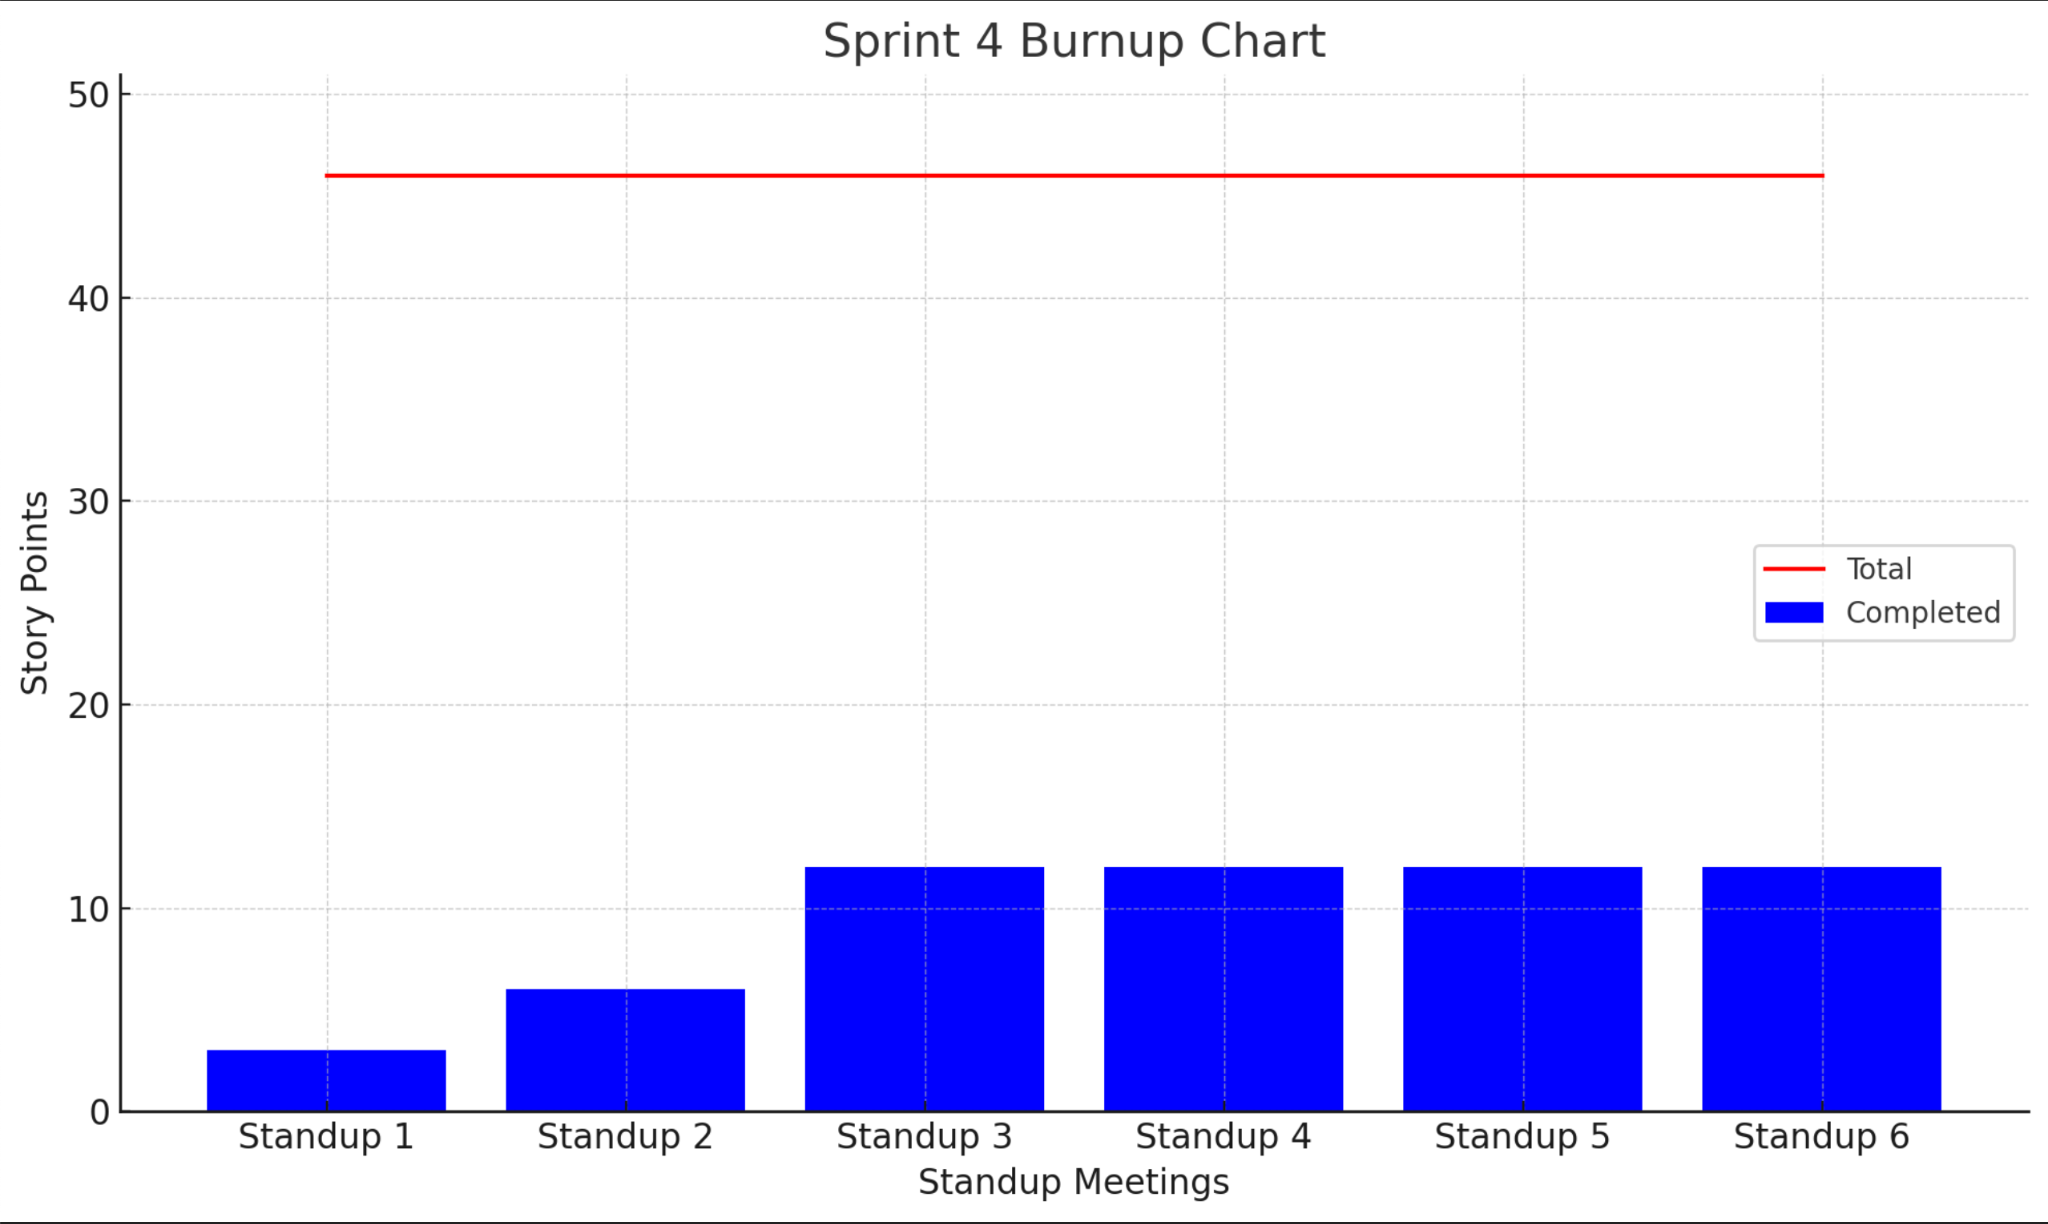 Sprint 4 Burnup Chart
50
40
30
20
10
0
Story Points
Total
Completed
Standup 1
Standup 2
Standup 3
Standup 4
Standup 5
Standup 6
Standup Meetings